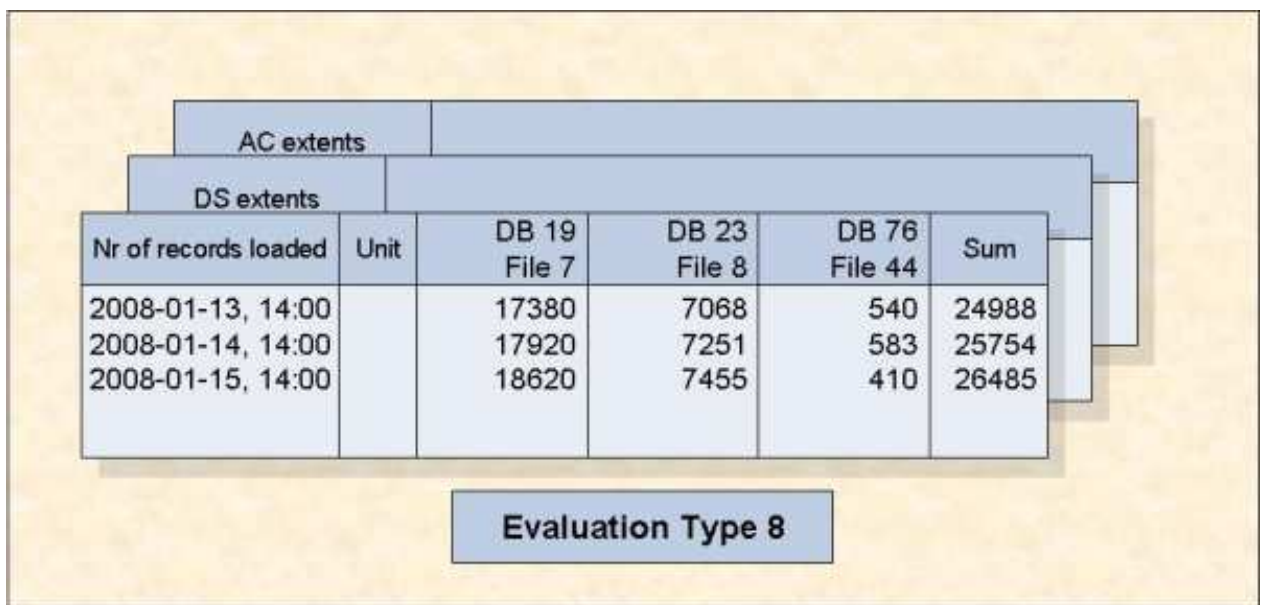 AC extents
DS extents
Nr of records loaded Unit DB 19 File 7 DB 23 File 8 DB 76 File 44 Sum
2008-01-13, 14:00 17380 7068 540 24988
2008-01-14, 14:00 17920 7251 583 25754
2008-01-15, 14:00 18620 7455 410 26485
Evaluation Type 8